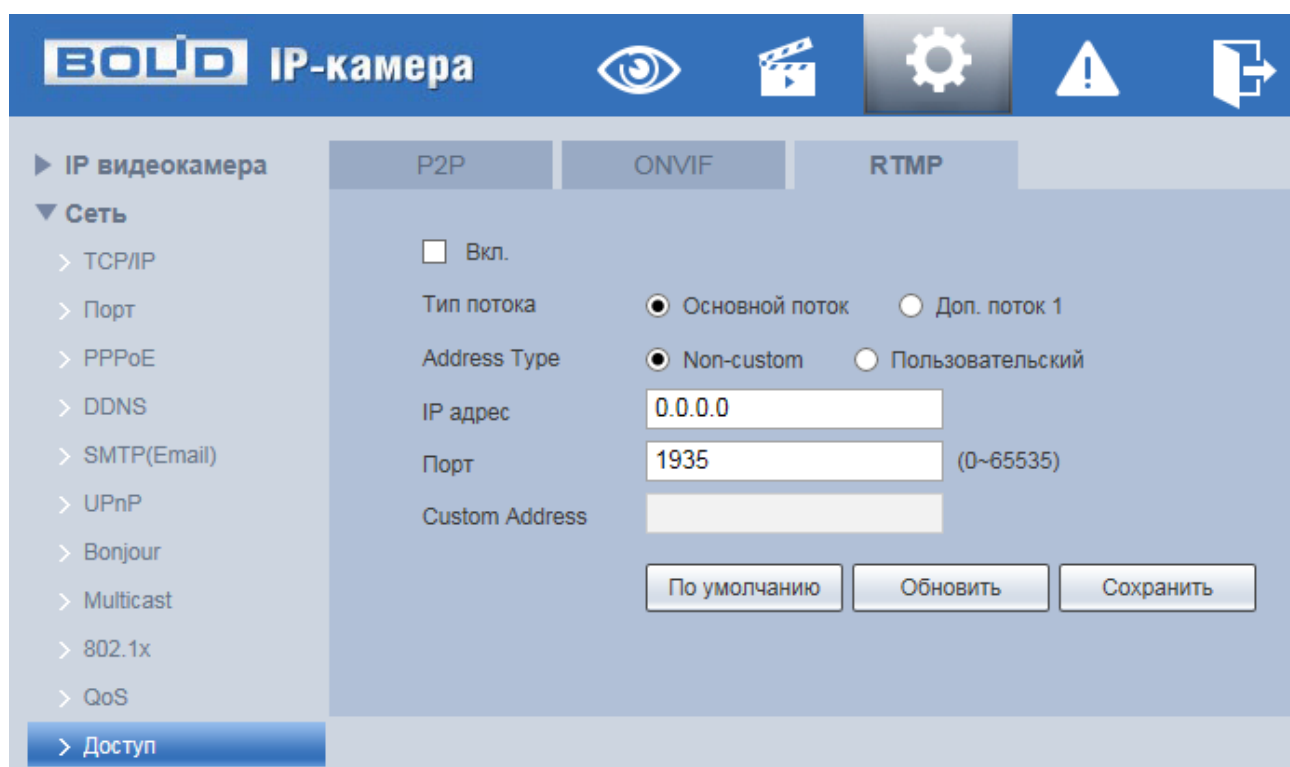 BOLID IP-камера
IP видеокамера
Сеть
TCP/IP
Порт
PPPoE
DDNS
SMTP(Email)
UPnP
Bonjour
Multicast
802.1x
QoS
Доступ
P2P ONVIF RTMP
Вкл.
Тип потока Основной поток Доп. поток 1
Address Type Non-custom Пользовательский
IP адрес 0.0.0.0
Порт 1935 (0~65535)
Custom Address
По умолчанию Обновить Сохранить